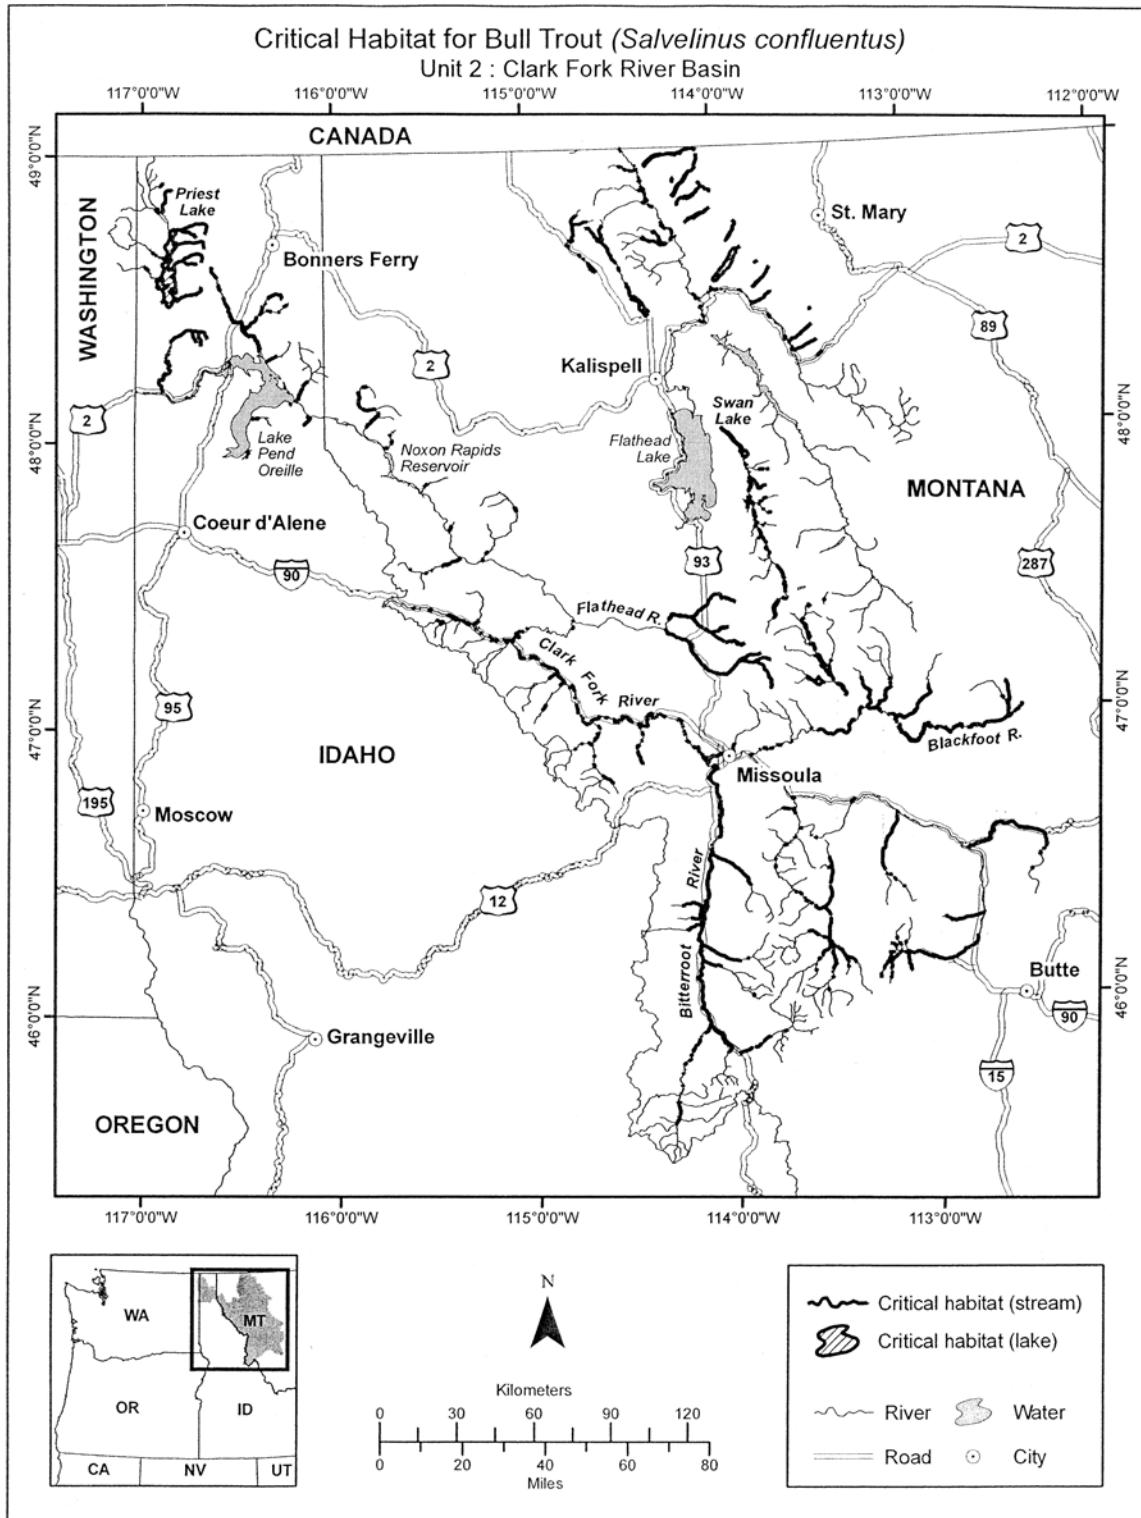 Critical Habitat for Bull Trout (Salvelinus confluentus)
Unit 2 : Clark Fork River Basin
117°0'0"W 116°0'0"W 115°0'0"W 114°0'0"W 113°0'0"W 112°0'0"W
CANADA
49°0'0"N
49°0'0"N
WASHINGTON
Priest
Lake
St. Mary
2
Bonners Ferry
89
Kalispell
2
2
Swan
Lake
48°0'0"N
48°0'0"N
Lake
Pend
Oreille
Noxon Rapids
Reservoir
Flathead
Lake
MONTANA
Coeur d'Alene
90
93
287
Flathead R.
Clark
Fork
River
47°0'0"N
47°0'0"N
95
IDAHO
Blackfoot R.
Missoula
195
Moscow
River
12
Bitterroot
Butte
46°0'0"N
46°0'0"N
90
Grangeville
15
OREGON
117°0'0"W 116°0'0"W 115°0'0"W 114°0'0"W 113°0'0"W
WA
MT
OR
ID
CA
NV
UT
N
Kilometers
0 30 60 90 120
0 20 40 60 80
Miles
Critical habitat (stream)
Critical habitat (lake)
River
Water
Road
City